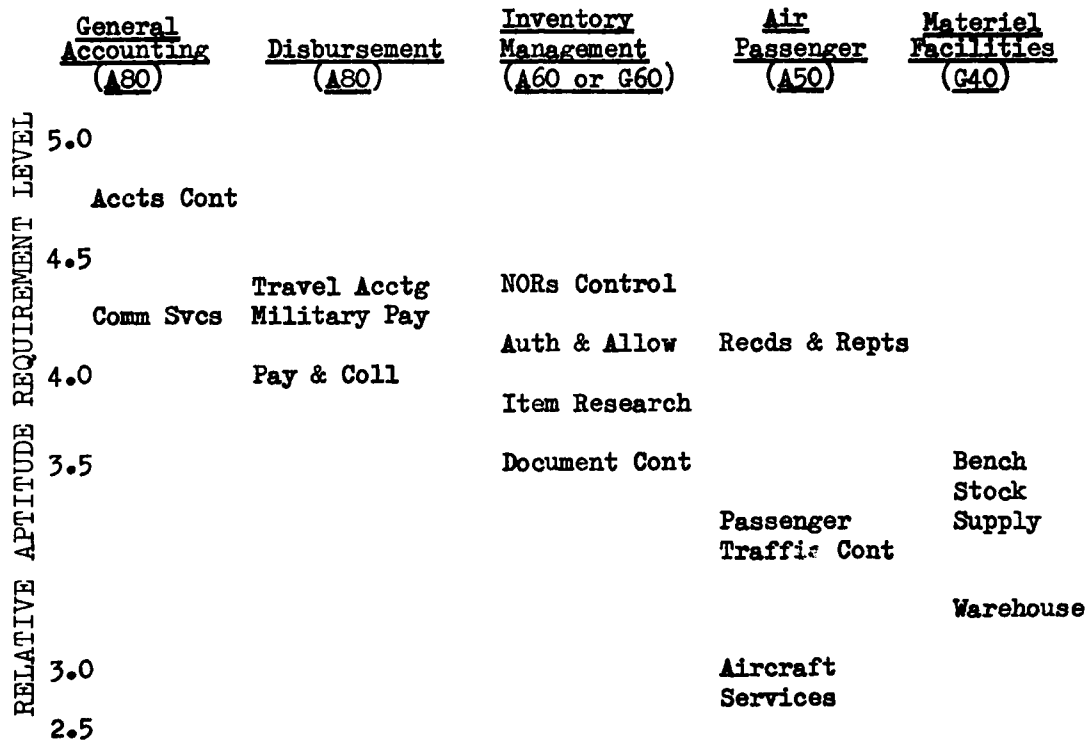 General Accounting (A80) Disbursement (A80) Inventory Management (A60 or G60) Air Passenger (A50) Materiel Facilities (G40)
RELATIVE APTITUDE REQUIREMENT LEVEL
5.0
Accts Cont
4.5
Travel Acctg NORs Control
Comm Svcs Military Pay
Auth & Allow Recds & Repts
4.0 Pay & Coll
Item Research
3.5 Document Cont Bench
Stock
Passenger Supply
Traffic Cont
Warehouse
3.0 Aircraft
Services
2.5